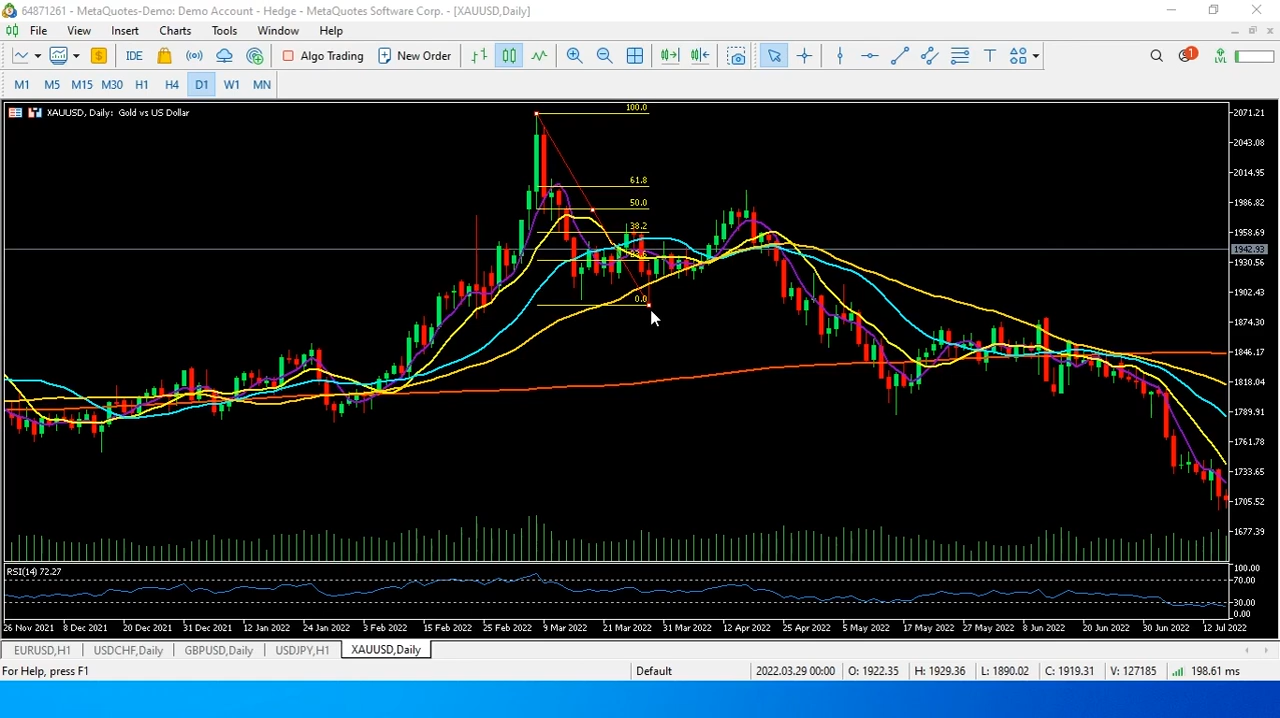 64871261 - MetaQuotes-Demo: Demo Account - Hedge - MetaQuotes Software Corp. - [XAUUSD,Daily]
File View Insert Charts Tools Window Help
$ IDE Algo Trading New Order T 1 LVL
M1 M5 M15 M30 H1 H4 D1 W1 MN
XAUUSD, Daily: Gold vs US Dollar
100.0
61.8
50.0
38.2
23.6
0.0
2071.21
2043.08
2014.95
1986.82
1958.69
1942.93
1930.56
1902.43
1874.30
1846.17
1818.04
1789.91
1761.78
1733.65
1705.52
1677.39
RSI(14) 72.27
100.00
70.00
30.00
0.00
26 Nov 2021 8 Dec 2021 20 Dec 2021 31 Dec 2021 12 Jan 2022 24 Jan 2022 3 Feb 2022 15 Feb 2022 25 Feb 2022 9 Mar 2022 21 Mar 2022 31 Mar 2022 12 Apr 2022 25 Apr 2022 5 May 2022 17 May 2022 27 May 2022 8 Jun 2022 20 Jun 2022 30 Jun 2022 12 Jul 2022
EURUSD,H1 USDCHF,Daily GBPUSD,Daily USDJPY,H1 XAUUSD,Daily
For Help, press F1 Default 2022.03.29 00:00 O: 1922.35 H: 1929.36 L: 1890.02 C: 1919.31 V: 127185 198.61 ms